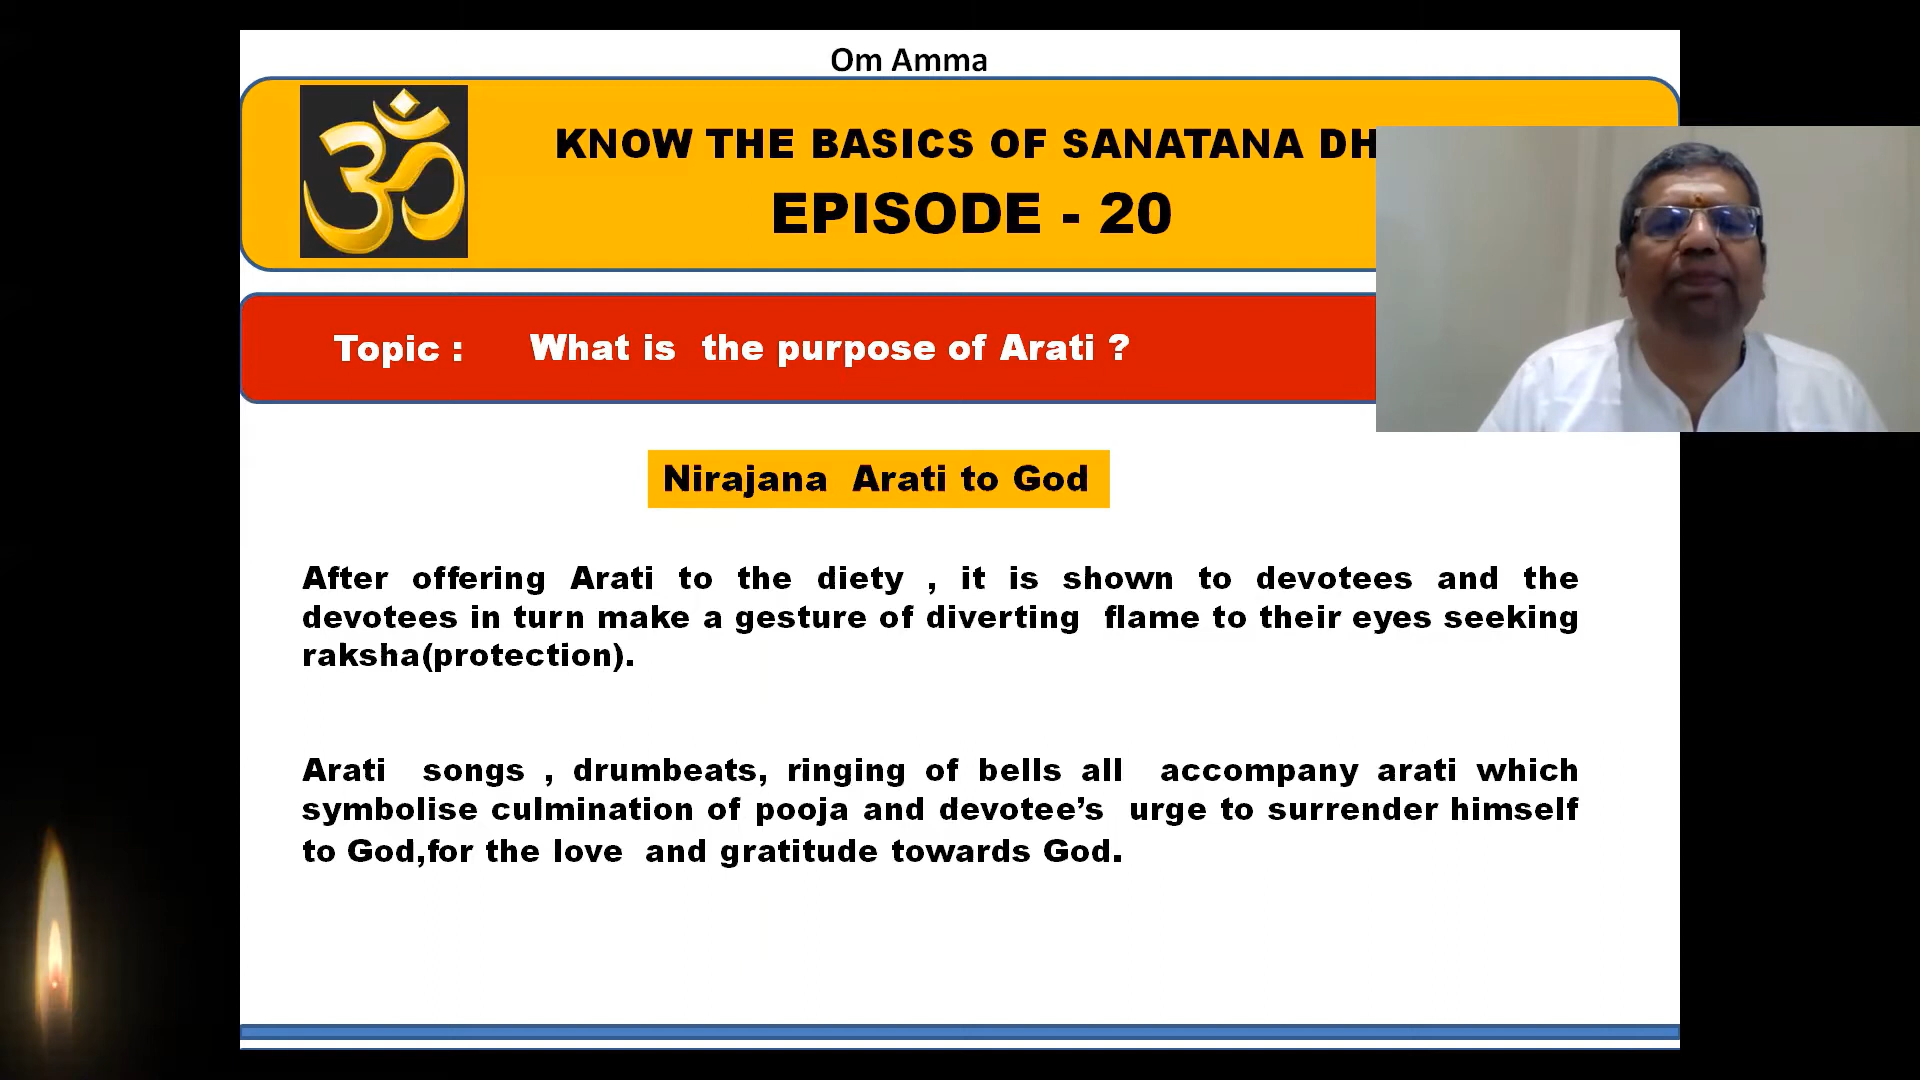 Om Amma
KNOW THE BASICS OF SANATANA DH
EPISODE - 20
Topic : What is the purpose of Arati ?
Nirajana Arati to God
After offering Arati to the diety , it is shown to devotees and the
devotees in turn make a gesture of diverting flame to their eyes seeking
raksha(protection).
Arati songs , drumbeats, ringing of bells all accompany arati which
symbolise culmination of pooja and devotee’s urge to surrender himself
to God,for the love and gratitude towards God.